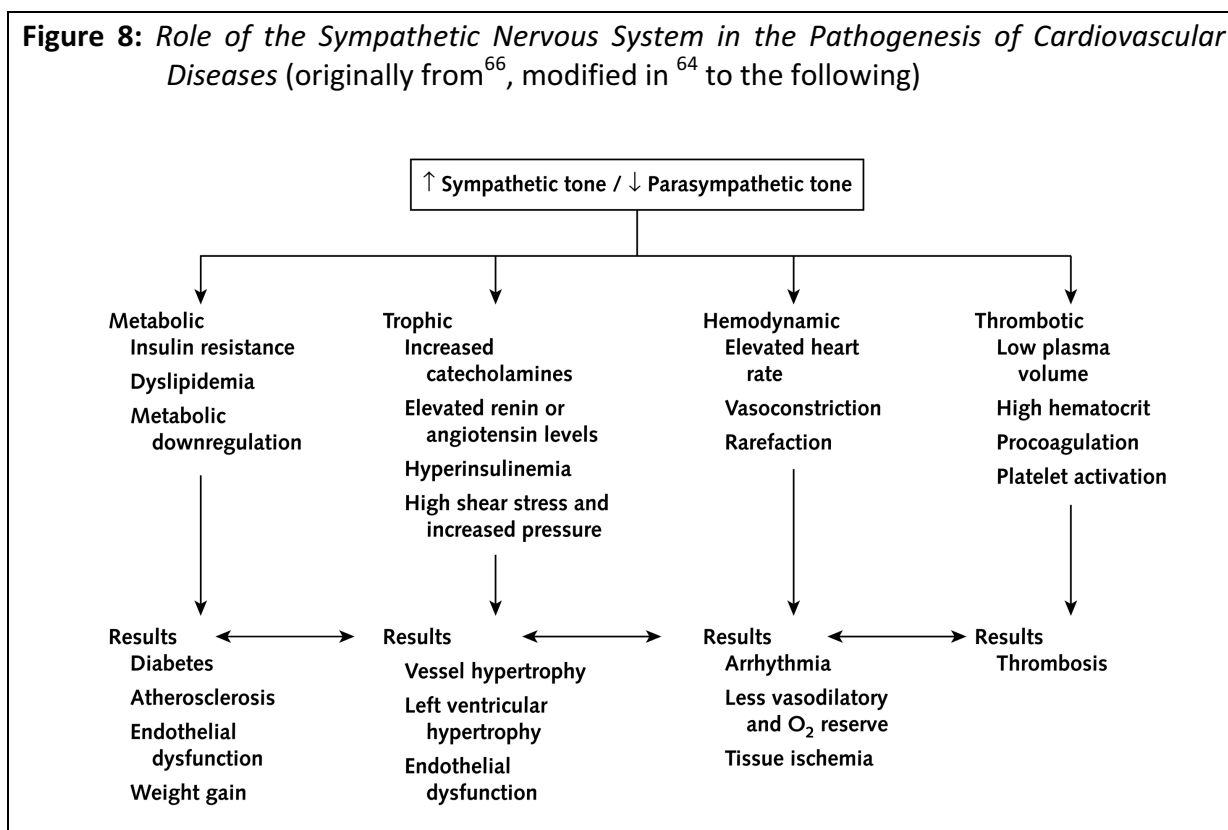 Figure 8: Role of the Sympathetic Nervous System in the Pathogenesis of Cardiovascular
Diseases (originally from66, modified in 64 to the following)
↑ Sympathetic tone / ↓ Parasympathetic tone
Metabolic
Insulin resistance
Dyslipidemia
Metabolic
downregulation
Trophic
Increased
catecholamines
Elevated renin or
angiotensin levels
Hyperinsulinemia
High shear stress and
increased pressure
Hemodynamic
Elevated heart
rate
Vasoconstriction
Rarefaction
Thrombotic
Low plasma
volume
High hematocrit
Procoagulation
Platelet activation
Results
Diabetes
Atherosclerosis
Endothelial
dysfunction
Weight gain
Results
Vessel hypertrophy
Left ventricular
hypertrophy
Endothelial
dysfunction
Results
Arrhythmia
Less vasodilatory
and O2 reserve
Tissue ischemia
Results
Thrombosis